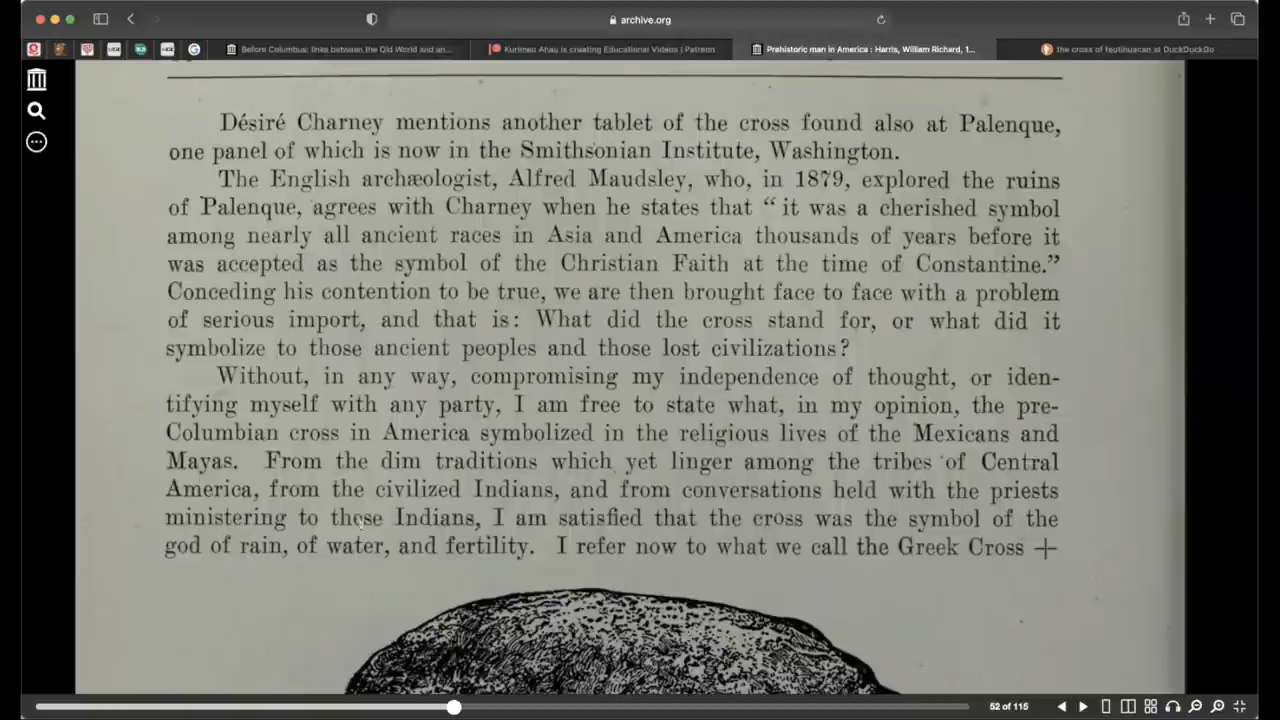 archive.org
Before Columbus: links between the Old World and an...
Kurimeo Ahau is creating Educational Videos | Patreon
Prehistoric man in America : Harris, William Richard, 1...
the cross of teotihuacan at DuckDuckGo
Désiré Charney mentions another tablet of the cross found also at Palenque,
one panel of which is now in the Smithsonian Institute, Washington.
The English archæologist, Alfred Maudsley, who, in 1879, explored the ruins
of Palenque, agrees with Charney when he states that “ it was a cherished symbol
among nearly all ancient races in Asia and America thousands of years before it
was accepted as the symbol of the Christian Faith at the time of Constantine.”
Conceding his contention to be true, we are then brought face to face with a problem
of serious import, and that is: What did the cross stand for, or what did it
symbolize to those ancient peoples and those lost civilizations?
Without, in any way, compromising my independence of thought, or iden-
tifying myself with any party, I am free to state what, in my opinion, the pre-
Columbian cross in America symbolized in the religious lives of the Mexicans and
Mayas. From the dim traditions which yet linger among the tribes of Central
America, from the civilized Indians, and from conversations held with the priests
ministering to these Indians, I am satisfied that the cross was the symbol of the
god of rain, of water, and fertility. I refer now to what we call the Greek Cross +
52 of 115